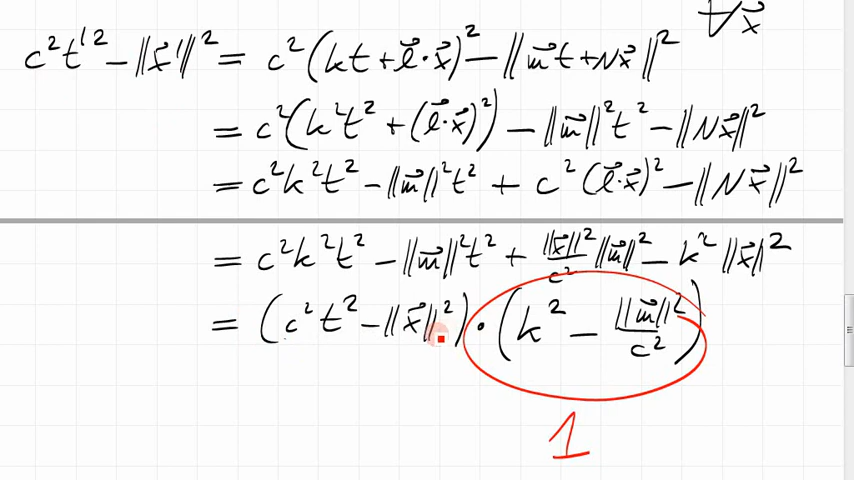 ∀x⃗
c²t'² − ‖x⃗'‖² = c²(kt + l⃗·x⃗)² − ‖m⃗t + Nx⃗‖²
= c²(k²t² + (l⃗·x⃗)²) − ‖m⃗‖²t² − ‖Nx⃗‖²
= c²k²t² − ‖m⃗‖²t² + c²(l⃗·x⃗)² − ‖Nx⃗‖²
= c²k²t² − ‖m⃗‖²t² + ‖x⃗‖²/c² ‖m⃗‖² − k²‖x⃗‖²
= (c²t² − ‖x⃗‖²)·(k² − ‖m⃗‖²/c²)
1